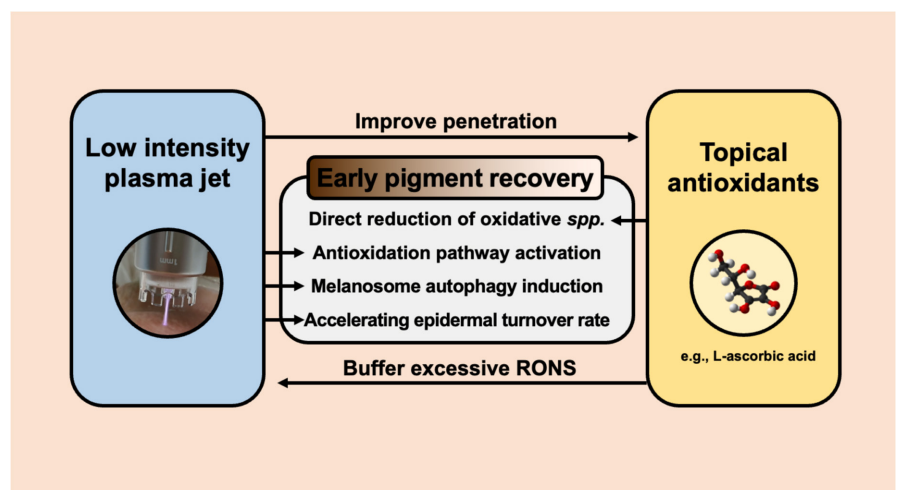 Improve penetration
Low intensity
plasma jet
Topical
antioxidants
Early pigment recovery
Direct reduction of oxidative spp.
Antioxidation pathway activation
Melanosome autophagy induction
Accelerating epidermal turnover rate
1mm
e.g., L-ascorbic acid
Buffer excessive RONS